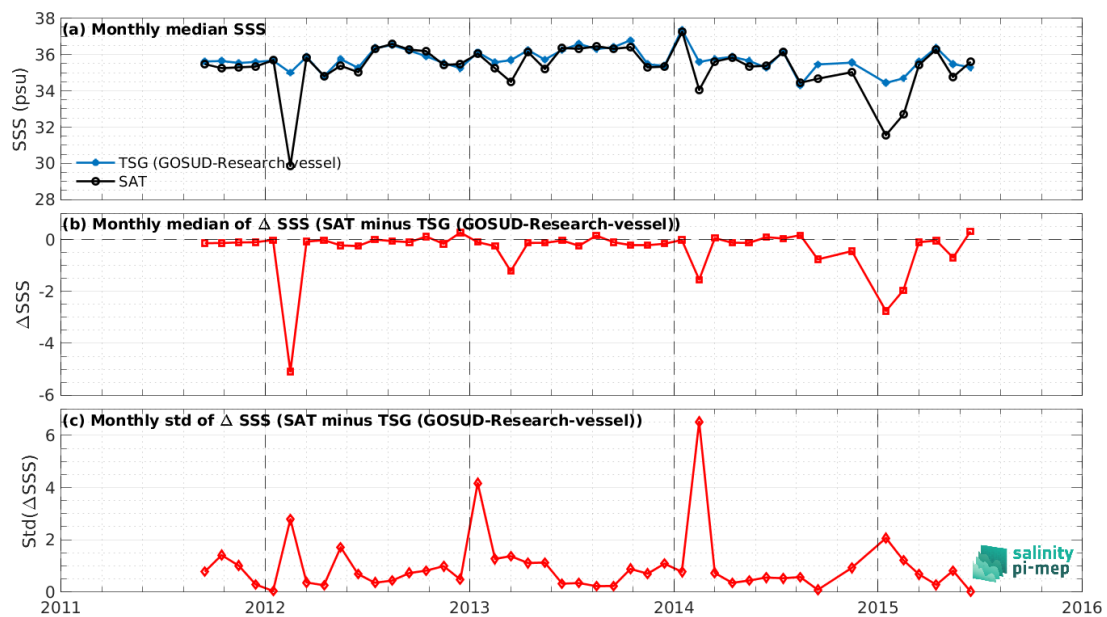 (a) Monthly median SSS
38
36
34
32
30
28
SSS (psu)
TSG (GOSUD-Research-vessel)
SAT
(b) Monthly median of Δ SSS (SAT minus TSG (GOSUD-Research-vessel))
0
-2
-4
-6
ΔSSS
(c) Monthly std of Δ SSS (SAT minus TSG (GOSUD-Research-vessel))
6
4
2
0
Std(ΔSSS)
salinity
pi-mep
2011 2012 2013 2014 2015 2016